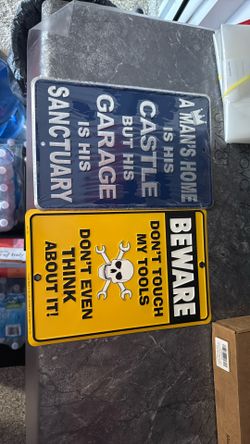 A MAN'S HOME
IS HIS
CASTLE
BUT HIS
GARAGE
IS HIS
SANCTUARY
BEWARE
DON'T TOUCH
MY TOOLS
DON'T EVEN
THINK
ABOUT IT!